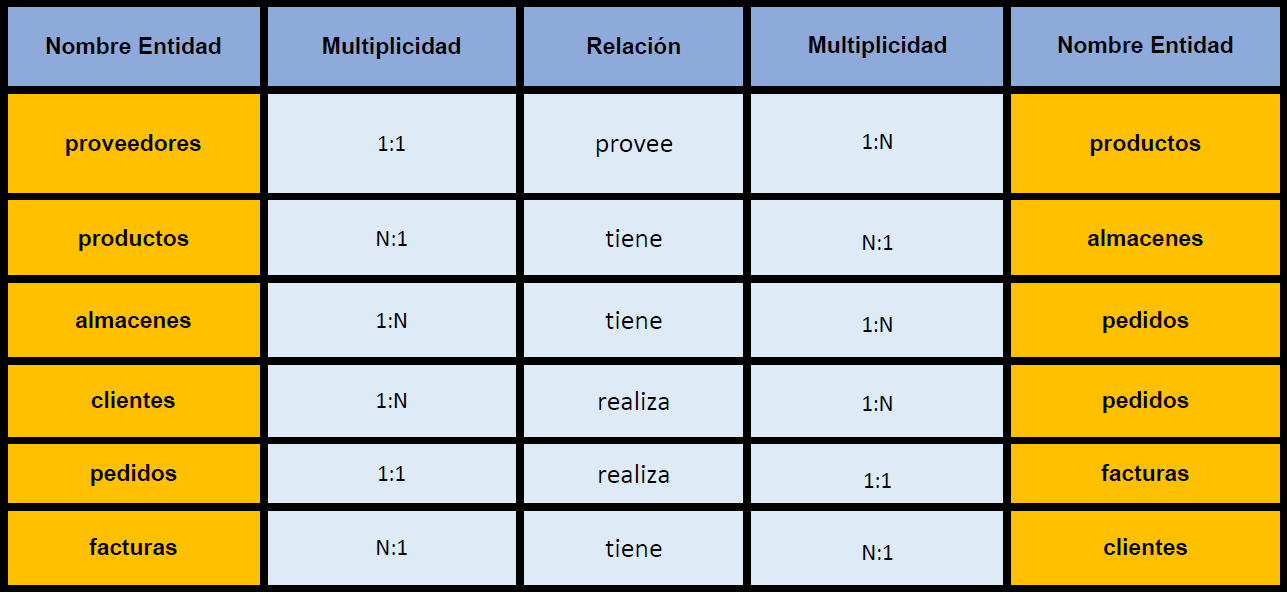 Nombre Entidad Multiplicidad Relación Multiplicidad Nombre Entidad
proveedores 1:1 provee 1:N productos
productos N:1 tiene N:1 almacenes
almacenes 1:N tiene 1:N pedidos
clientes 1:N realiza 1:N pedidos
pedidos 1:1 realiza 1:1 facturas
facturas N:1 tiene N:1 clientes